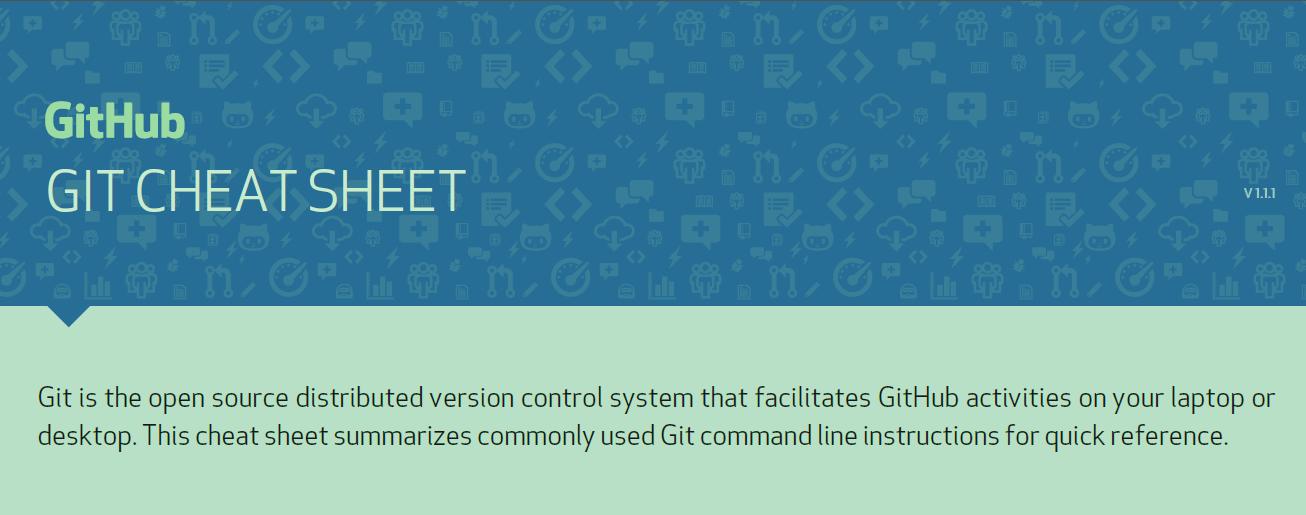 GitHub
GIT CHEAT SHEET
V 1.1.1
Git is the open source distributed version control system that facilitates GitHub activities on your laptop or
desktop. This cheat sheet summarizes commonly used Git command line instructions for quick reference.